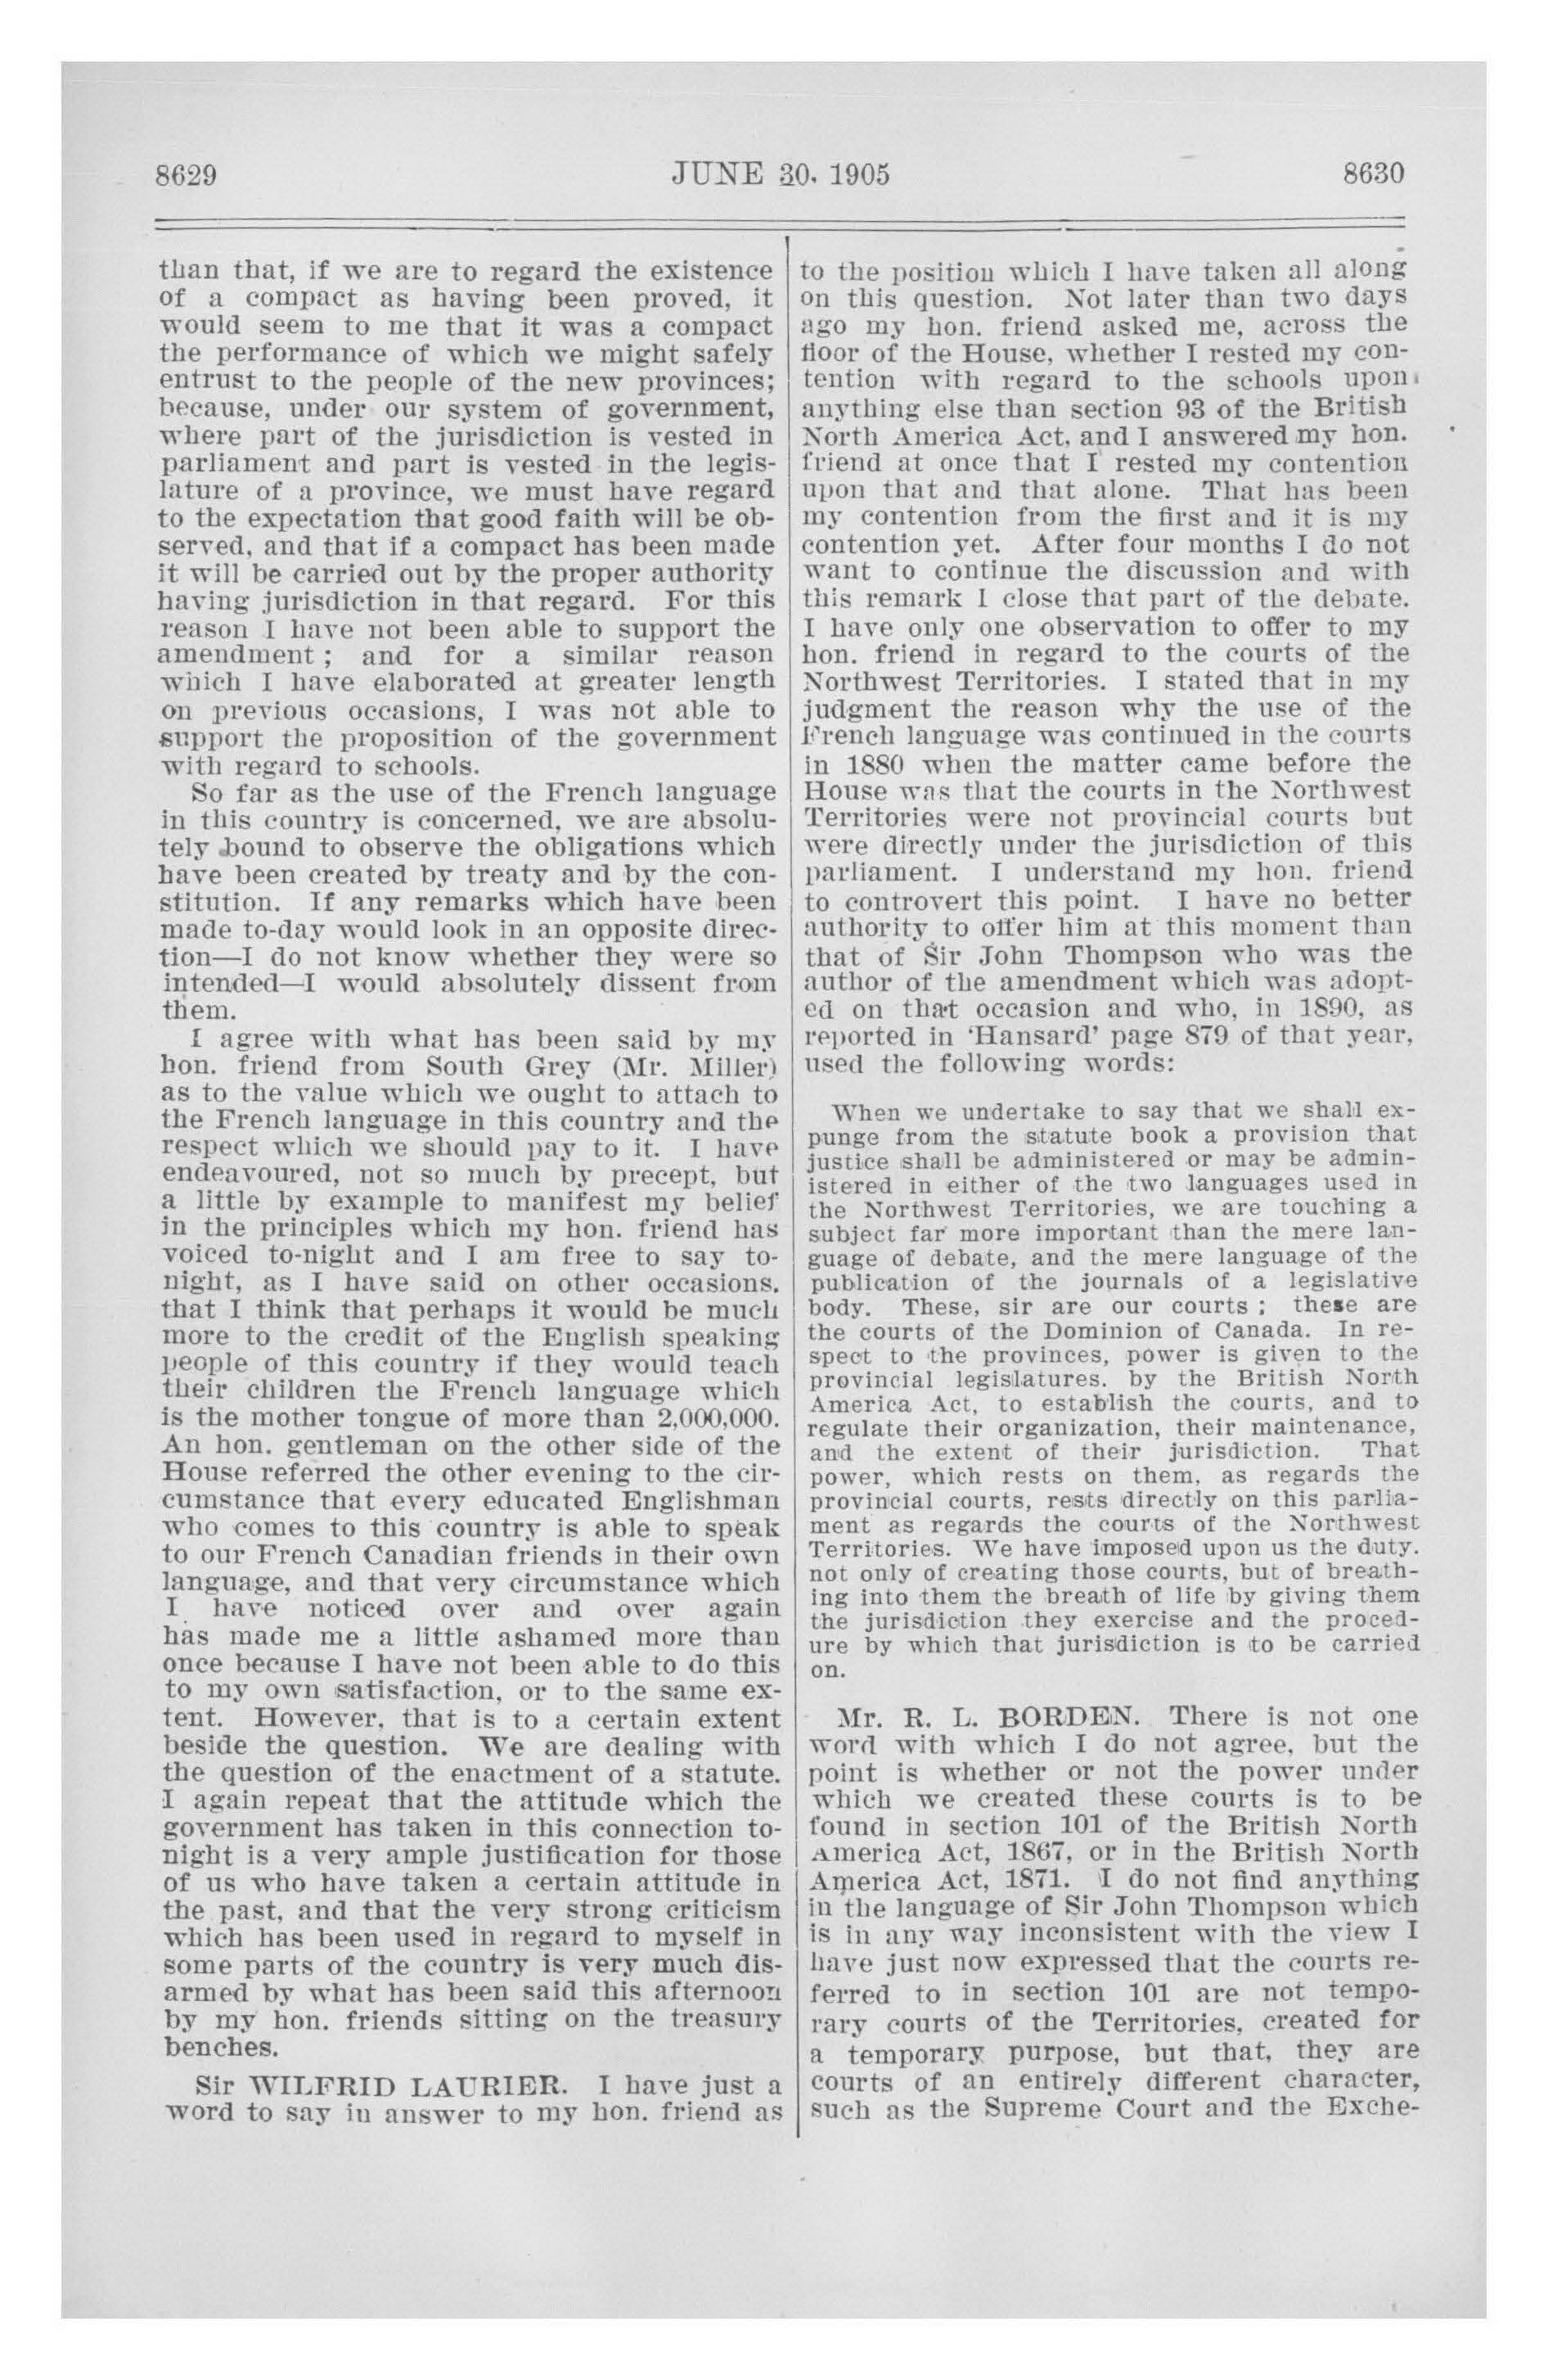 8629 JUNE 30, 1905 8630
than that, if we are to regard the existence
of a compact as having been proved, it
would seem to me that it was a compact
the performance of which we might safely
entrust to the people of the new provinces;
because, under our system of government,
where part of the jurisdiction is vested in
parliament and part is vested in the legis-
lature of a province, we must have regard
to the expectation that good faith will be ob-
served, and that if a compact has been made
it will be carried out by the proper authority
having jurisdiction in that regard. For this
reason I have not been able to support the
amendment; and for a similar reason
which I have elaborated at greater length
on previous occasions, I was not able to
support the proposition of the government
with regard to schools.
So far as the use of the French language
in this country is concerned, we are absolu-
tely bound to observe the obligations which
have been created by treaty and by the con-
stitution. If any remarks which have been
made to-day would look in an opposite direc-
tion—I do not know whether they were so
intended—I would absolutely dissent from
them.
I agree with what has been said by my
hon. friend from South Grey (Mr. Miller)
as to the value which we ought to attach to
the French language in this country and the
respect which we should pay to it. I have
endeavoured, not so much by precept, but
a little by example to manifest my belief
in the principles which my hon. friend has
voiced to-night and I am free to say to-
night, as I have said on other occasions,
that I think that perhaps it would be much
more to the credit of the English speaking
people of this country if they would teach
their children the French language which
is the mother tongue of more than 2,000,000.
An hon. gentleman on the other side of the
House referred the other evening to the cir-
cumstance that every educated Englishman
who comes to this country is able to speak
to our French Canadian friends in their own
language, and that very circumstance which
I have noticed over and over again
has made me a little ashamed more than
once because I have not been able to do this
to my own satisfaction, or to the same ex-
tent. However, that is to a certain extent
beside the question. We are dealing with
the question of the enactment of a statute.
I again repeat that the attitude which the
government has taken in this connection to-
night is a very ample justification for those
of us who have taken a certain attitude in
the past, and that the very strong criticism
which has been used in regard to myself in
some parts of the country is very much dis-
armed by what has been said this afternoon
by my hon. friends sitting on the treasury
benches.
Sir WILFRID LAURIER. I have just a
word to say in answer to my hon. friend as
to the position which I have taken all along
on this question. Not later than two days
ago my hon. friend asked me, across the
floor of the House, whether I rested my con-
tention with regard to the schools upon
anything else than section 93 of the British
North America Act, and I answered my hon.
friend at once that I rested my contention
upon that and that alone. That has been
my contention from the first and it is my
contention yet. After four months I do not
want to continue the discussion and with
this remark I close that part of the debate.
I have only one observation to offer to my
hon. friend in regard to the courts of the
Northwest Territories. I stated that in my
judgment the reason why the use of the
French language was continued in the courts
in 1880 when the matter came before the
House was that the courts in the Northwest
Territories were not provincial courts but
were directly under the jurisdiction of this
parliament. I understand my hon. friend
to controvert this point. I have no better
authority to offer him at this moment than
that of Sir John Thompson who was the
author of the amendment which was adopt-
ed on that occasion and who, in 1890, as
reported in 'Hansard' page 879 of that year,
used the following words:
When we undertake to say that we shall ex-
punge from the statute book a provision that
justice shall be administered or may be admin-
istered in either of the two languages used in
the Northwest Territories, we are touching a
subject far more important than the mere lan-
guage of debate, and the mere language of the
publication of the journals of a legislative
body. These, sir are our courts; these are
the courts of the Dominion of Canada. In re-
spect to the provinces, power is given to the
provincial legislatures. by the British North
America Act, to establish the courts, and to
regulate their organization, their maintenance,
and the extent of their jurisdiction. That
power, which rests on them, as regards the
provincial courts, rests directly on this parlia-
ment as regards the courts of the Northwest
Territories. We have imposed upon us the duty.
not only of creating those courts, but of breath-
ing into them the breath of life by giving them
the jurisdiction they exercise and the proced-
ure by which that jurisdiction is to be carried
on.
Mr. R. L. BORDEN. There is not one
word with which I do not agree, but the
point is whether or not the power under
which we created these courts is to be
found in section 101 of the British North
America Act, 1867, or in the British North
America Act, 1871. I do not find anything
in the language of Sir John Thompson which
is in any way inconsistent with the view I
have just now expressed that the courts re-
ferred to in section 101 are not tempo-
rary courts of the Territories, created for
a temporary purpose, but that, they are
courts of an entirely different character,
such as the Supreme Court and the Exche-